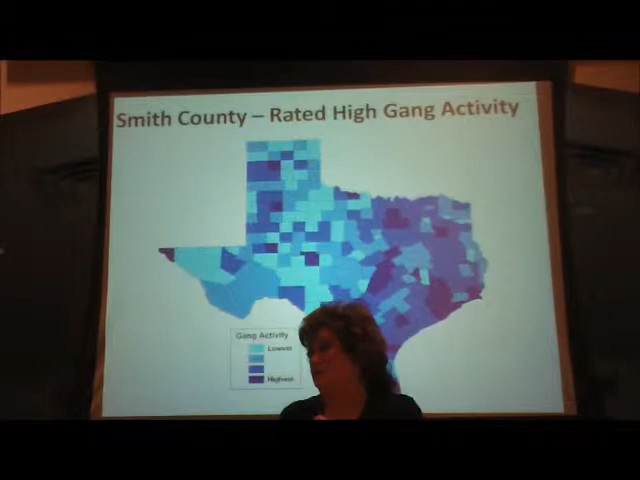 Smith County – Rated High Gang Activity
Gang Activity
Lowest
Highest